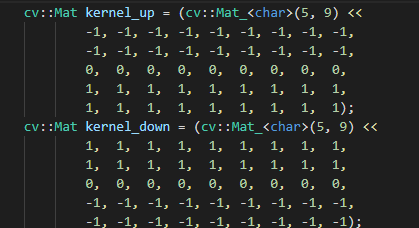 cv::Mat kernel_up = (cv::Mat_<char>(5, 9) <<
-1, -1, -1, -1, -1, -1, -1, -1, -1,
-1, -1, -1, -1, -1, -1, -1, -1, -1,
0, 0, 0, 0, 0, 0, 0, 0, 0,
1, 1, 1, 1, 1, 1, 1, 1, 1,
1, 1, 1, 1, 1, 1, 1, 1, 1);
cv::Mat kernel_down = (cv::Mat_<char>(5, 9) <<
1, 1, 1, 1, 1, 1, 1, 1, 1,
1, 1, 1, 1, 1, 1, 1, 1, 1,
0, 0, 0, 0, 0, 0, 0, 0, 0,
-1, -1, -1, -1, -1, -1, -1, -1, -1,
-1, -1, -1, -1, -1, -1, -1, -1, -1);